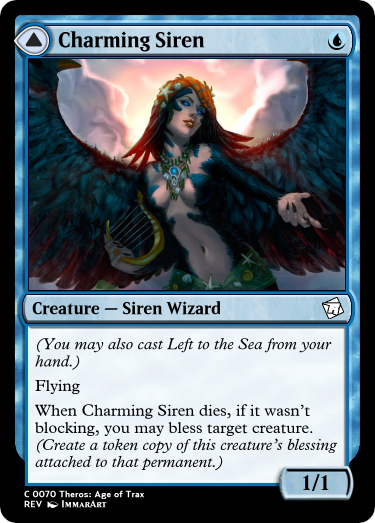 Charming Siren
Creature — Siren Wizard
(You may also cast Left to the Sea from your
hand.)
Flying
When Charming Siren dies, if it wasn't
blocking, you may bless target creature.
(Create a token copy of this creature's blessing
attached to that permanent.)
1/1
C 0070 Theros: Age of Trax
REV ImmarArt